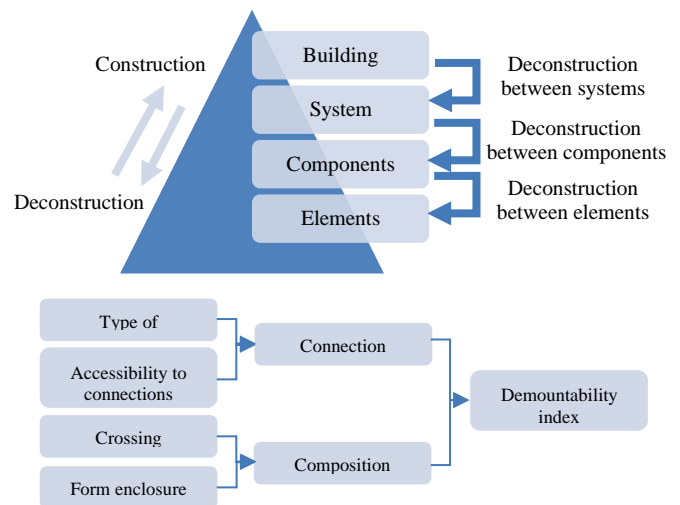 Construction
Deconstruction
Building
System
Components
Elements
Deconstruction
between systems
Deconstruction
between components
Deconstruction
between elements
Type of
Accessibility to
connections
Crossing
Form enclosure
Connection
Composition
Demountability
index